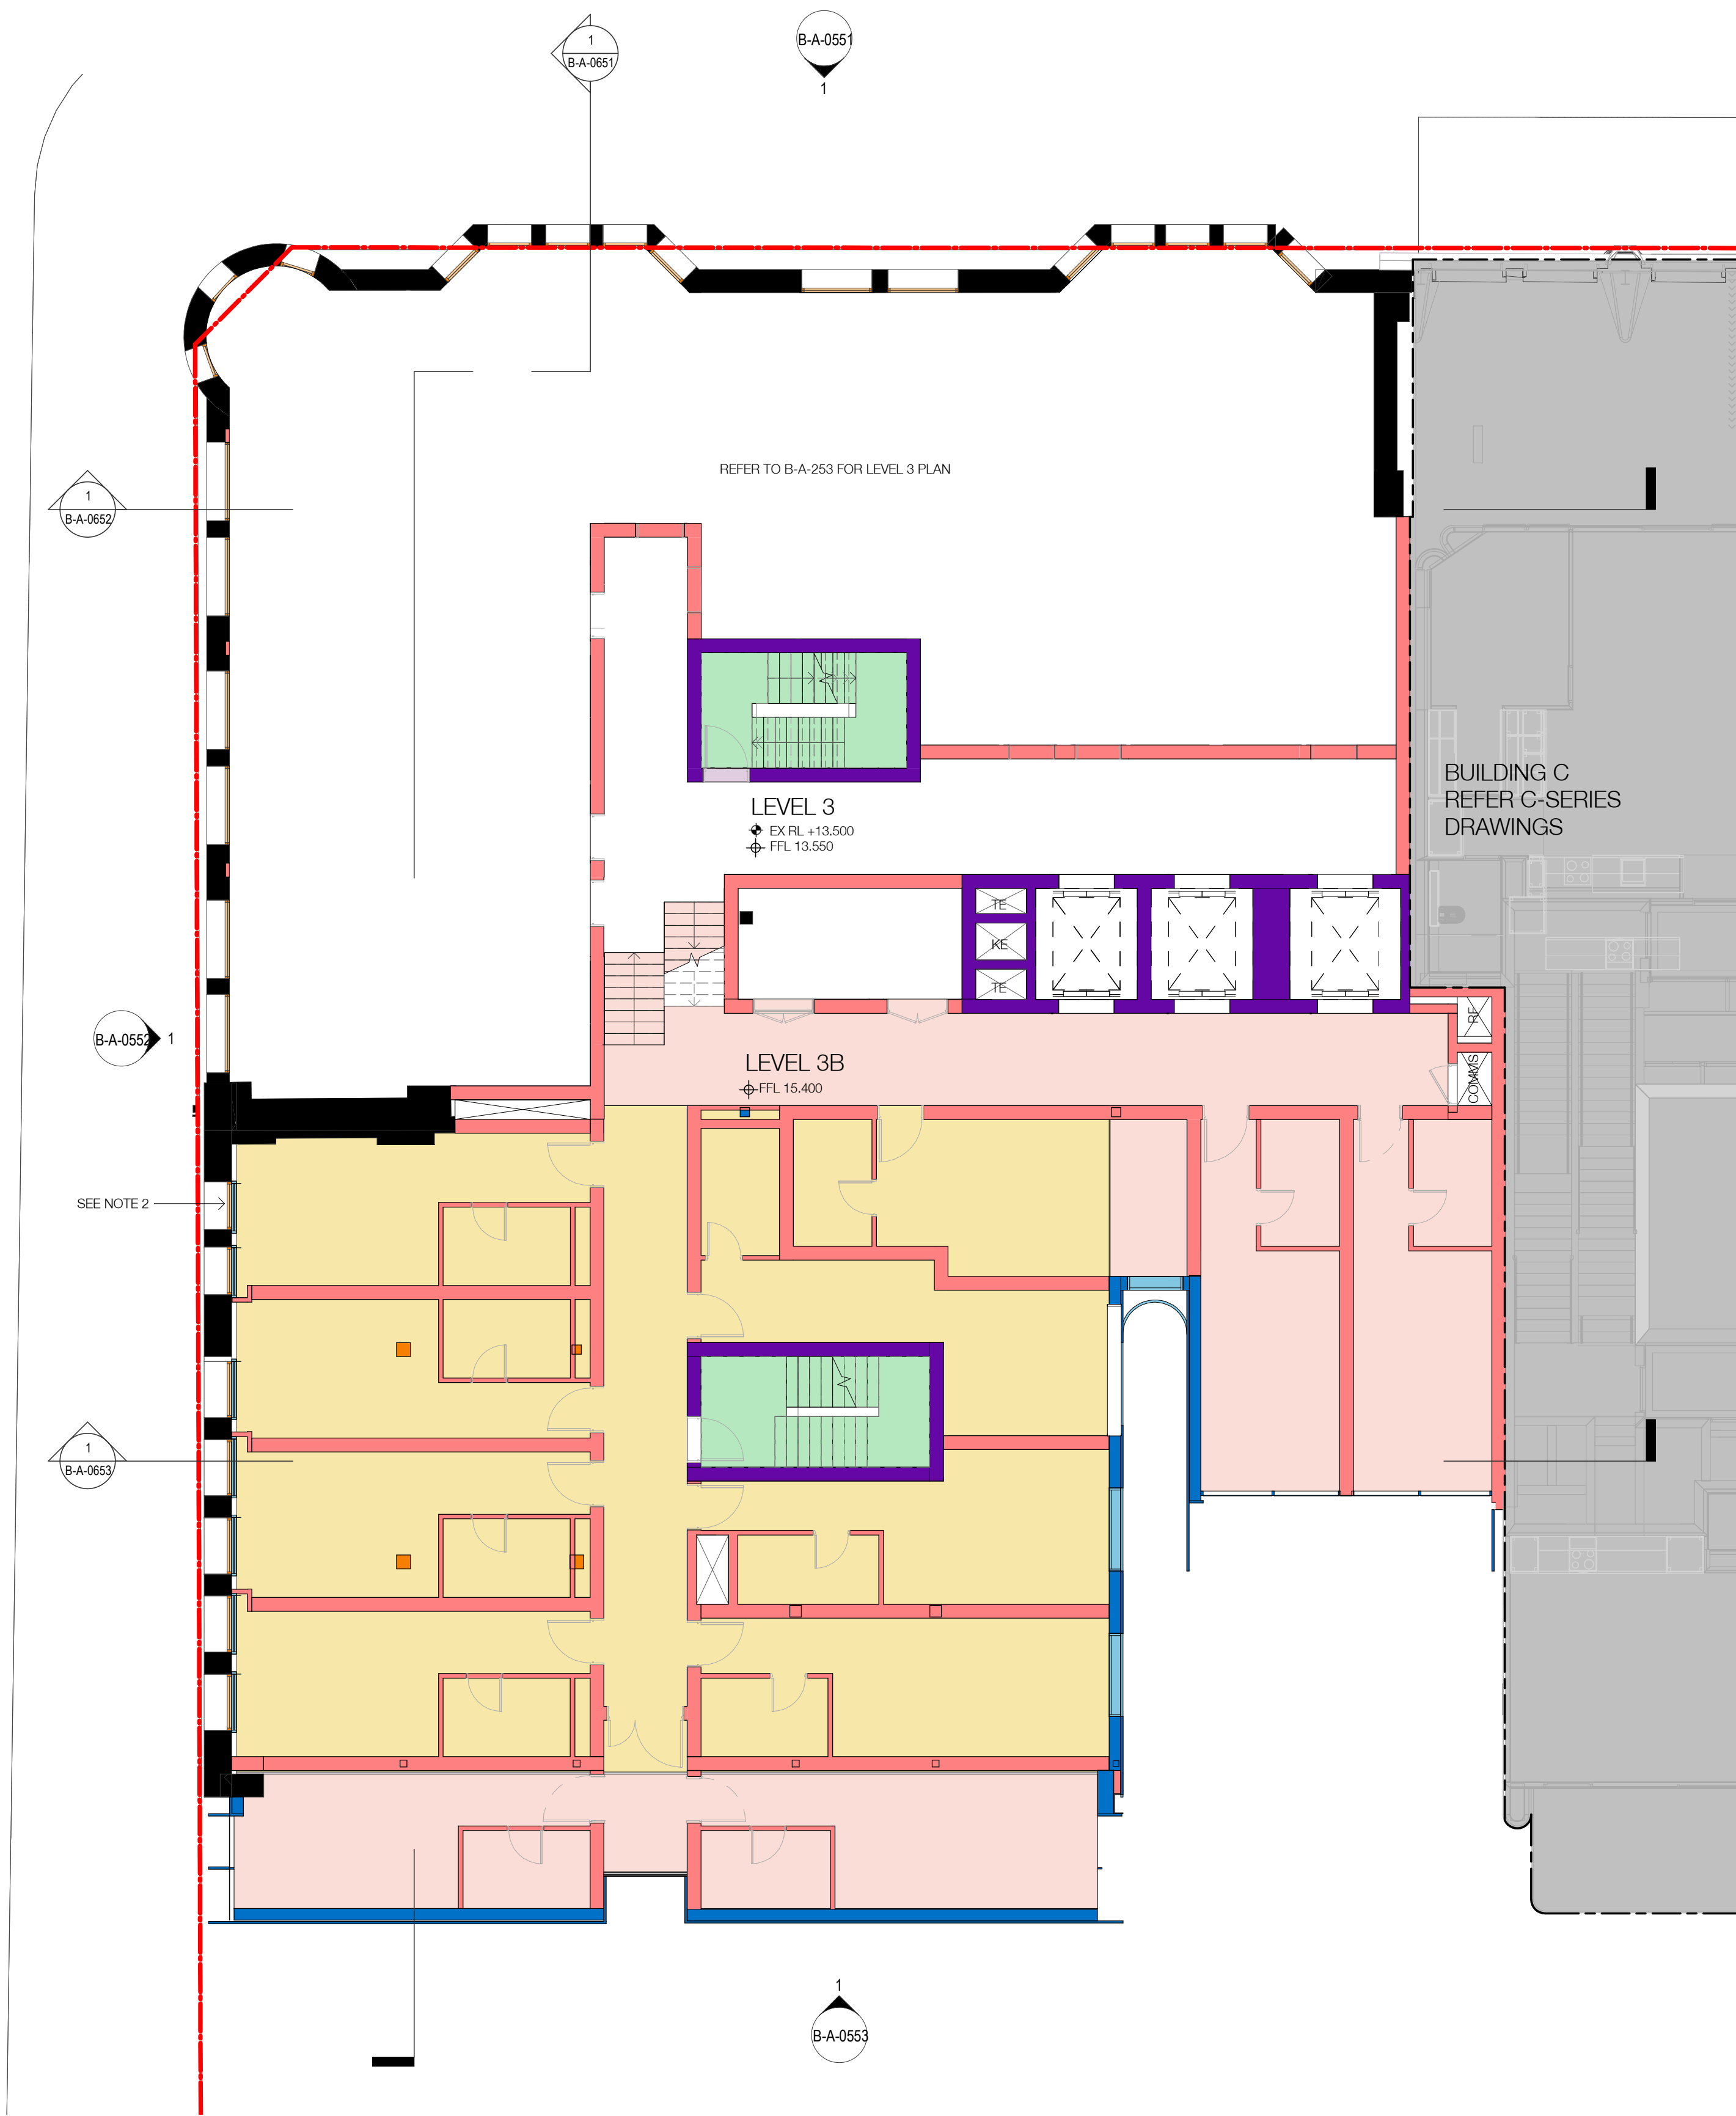 1
B-A-0651
B-A-0551
1
1
B-A-0652
REFER TO B-A-253 FOR LEVEL 3 PLAN
BUILDING C
REFER C-SERIES
DRAWINGS
LEVEL 3
EX RL +13.500
FFL 13.550
TE
KE
TE
RF
COMMS
B-A-0552
1
LEVEL 3B
FFL 15.400
SEE NOTE 2
1
B-A-0653
1
B-A-0553